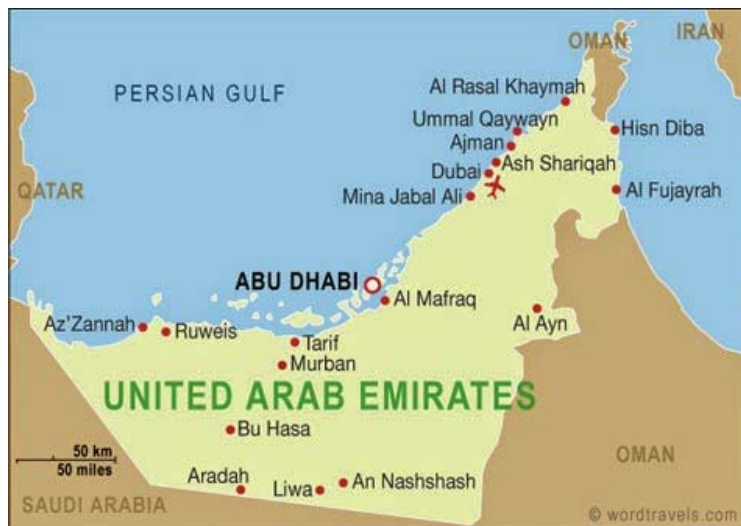 OMAN
IRAN
PERSIAN GULF
Al Rasal Khaymah
Ummal Qaywayn
Hisn Diba
Ajman
Ash Shariqah
Dubai
QATAR
Mina Jabal Ali
Al Fujayrah
ABU DHABI
Al Mafraq
Az'Zannah
Ruweis
Al Ayn
Tarif
Murban
UNITED ARAB EMIRATES
Bu Hasa
50 km
50 miles
OMAN
Aradah
Liwa
An Nashshash
SAUDI ARABIA
© wordtravels.com